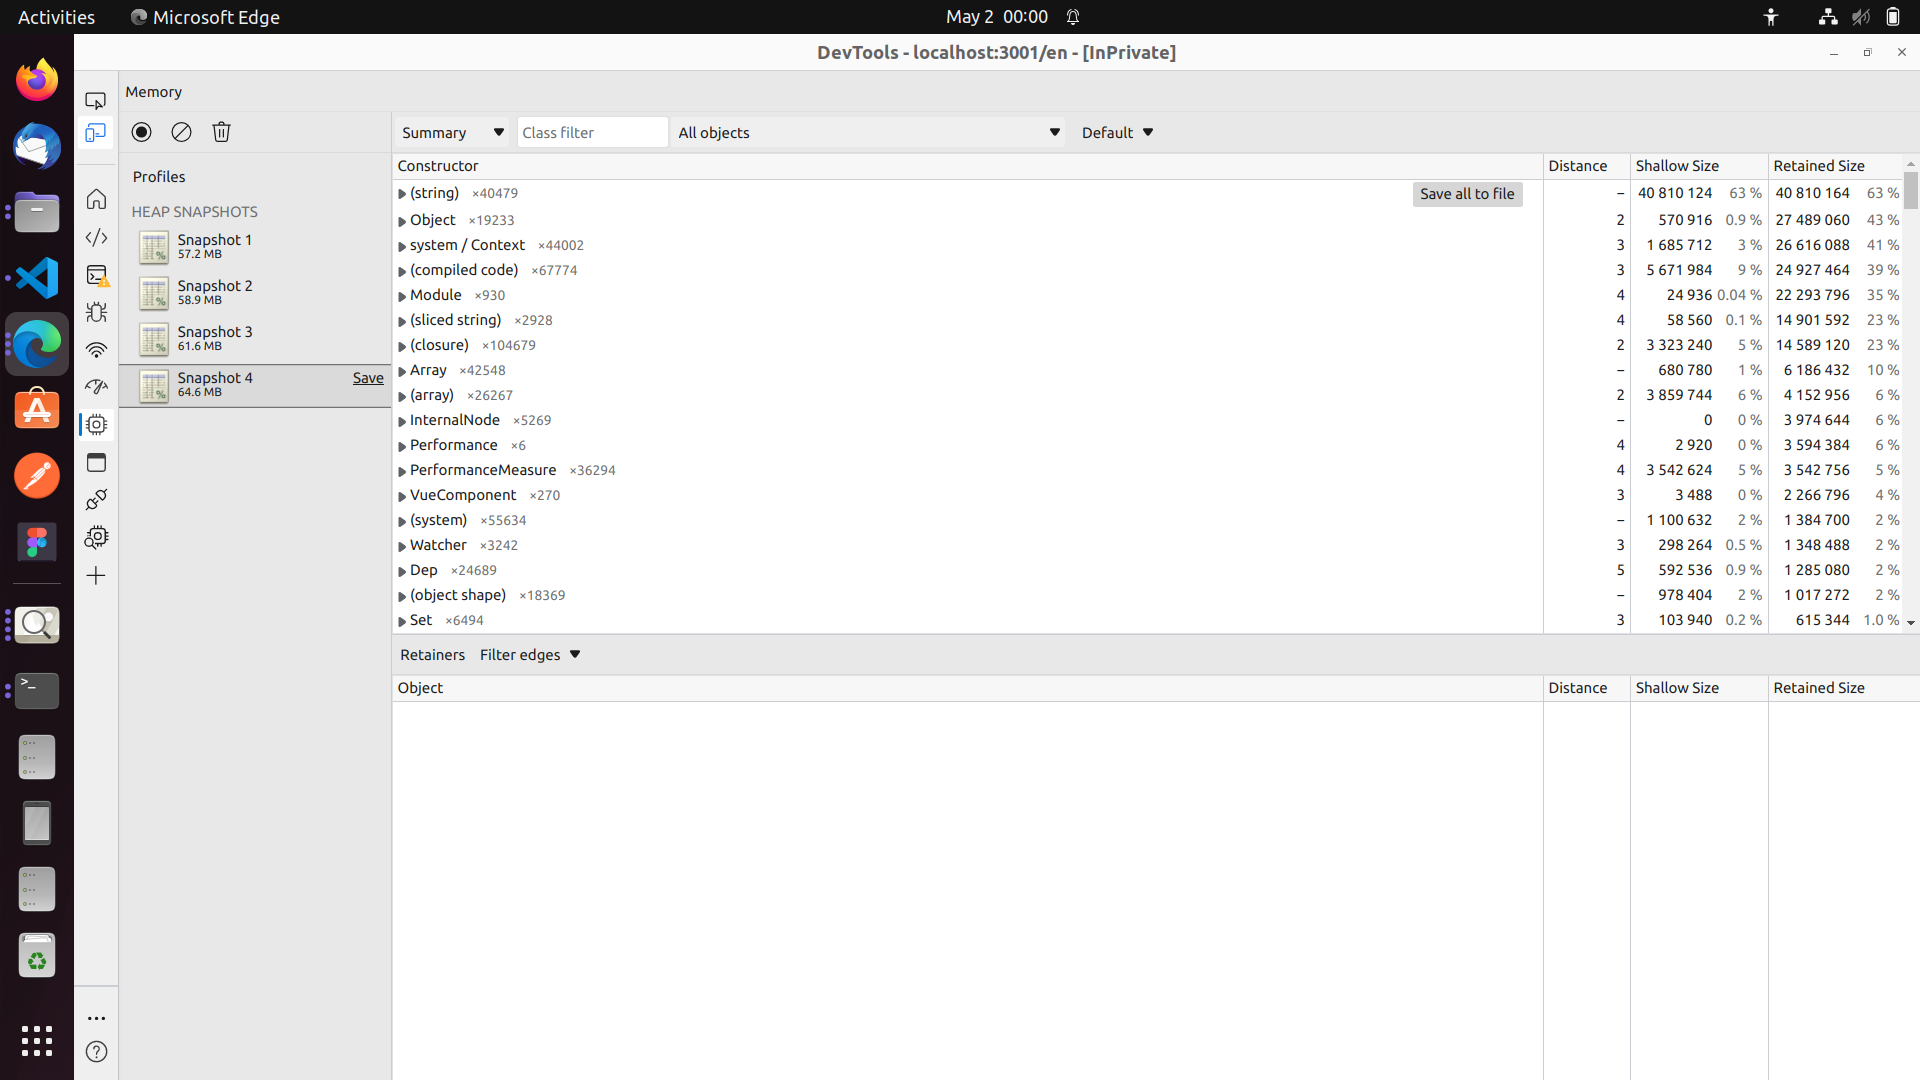 Activities
Microsoft Edge
May 2 00:00
DevTools - localhost:3001/en - [InPrivate]
Memory
Summary
Class filter
All objects
Default
Profiles
HEAP SNAPSHOTS
Snapshot 1
57.2 MB
Snapshot 2
58.9 MB
Snapshot 3
61.6 MB
Snapshot 4
64.6 MB
Save
Constructor Distance Shallow Size Retained Size
(string) ×40479 Save all to file – 40 810 124 63 % 40 810 164 63 %
Object ×19233 2 570 916 0.9 % 27 489 060 43 %
system / Context ×44002 3 1 685 712 3 % 26 616 088 41 %
(compiled code) ×67774 3 5 671 984 9 % 24 927 464 39 %
Module ×930 4 24 936 0.04 % 22 293 796 35 %
(sliced string) ×2928 4 58 560 0.1 % 14 901 592 23 %
(closure) ×104679 2 3 323 240 5 % 14 589 120 23 %
Array ×42548 – 680 780 1 % 6 186 432 10 %
(array) ×26267 2 3 859 744 6 % 4 152 956 6 %
InternalNode ×5269 – 0 0 % 3 974 644 6 %
Performance ×6 4 2 920 0 % 3 594 384 6 %
PerformanceMeasure ×36294 4 3 542 624 5 % 3 542 756 5 %
VueComponent ×270 3 3 488 0 % 2 266 796 4 %
(system) ×55634 – 1 100 632 2 % 1 384 700 2 %
Watcher ×3242 3 298 264 0.5 % 1 348 488 2 %
Dep ×24689 5 592 536 0.9 % 1 285 080 2 %
(object shape) ×18369 – 978 404 2 % 1 017 272 2 %
Set ×6494 3 103 940 0.2 % 615 344 1.0 %
Retainers Filter edges
Object Distance Shallow Size Retained Size